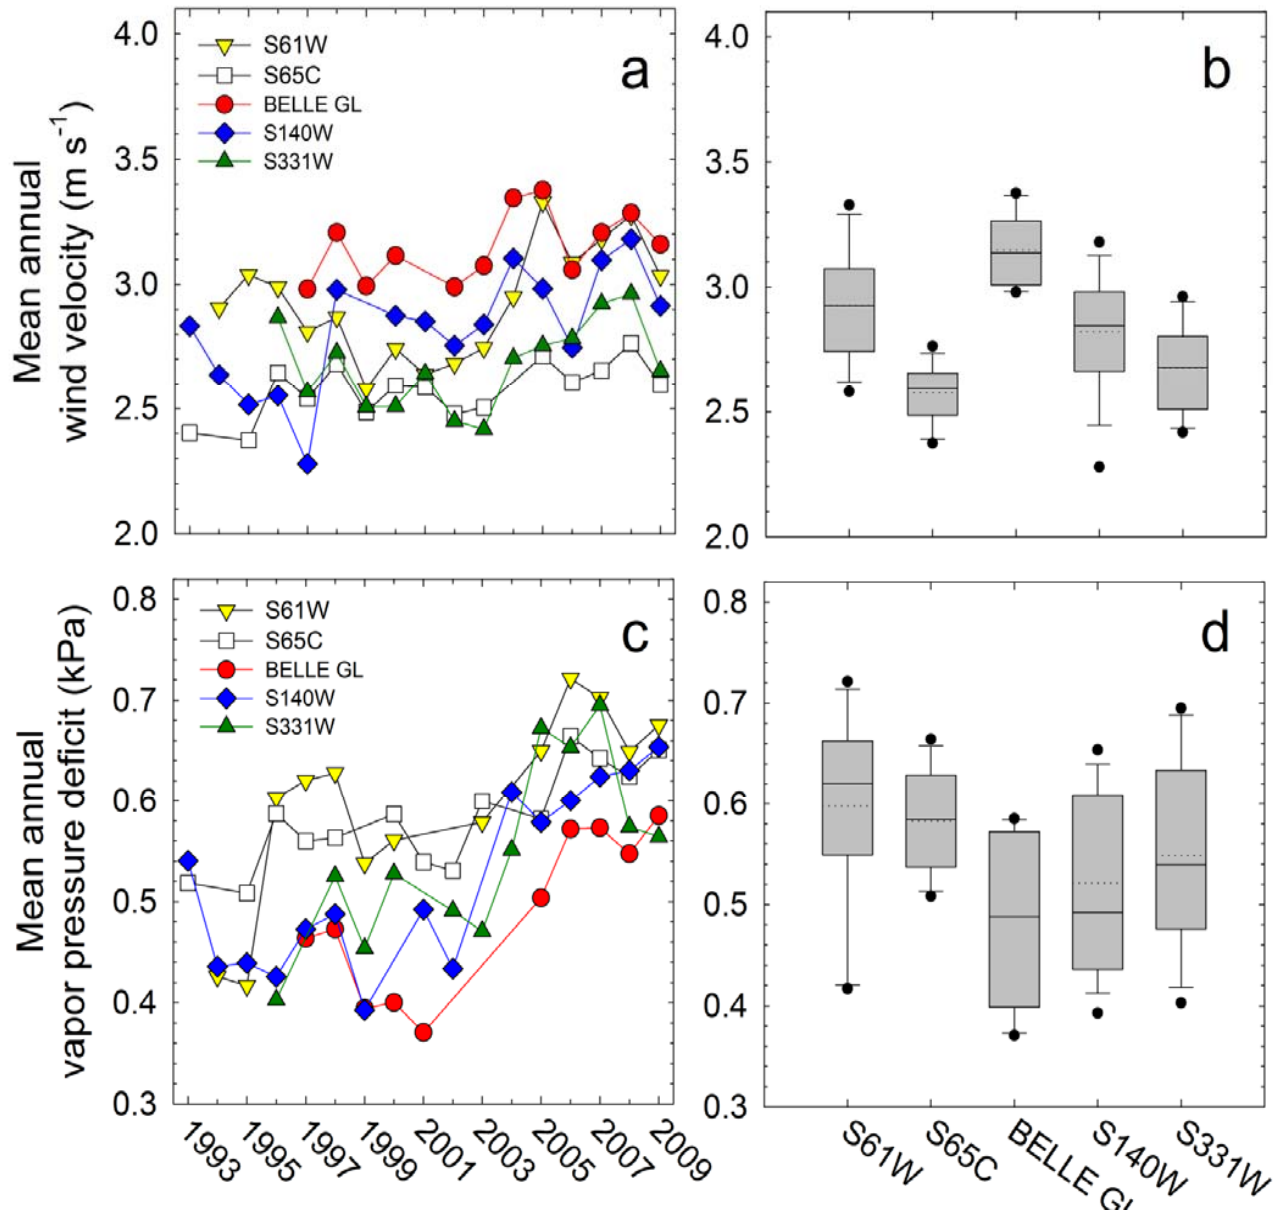 Mean annual
wind velocity (m s⁻¹)
4.0
3.5
3.0
2.5
2.0
S61W
S65C
BELLE GL
S140W
S331W
a
4.0
3.5
3.0
2.5
2.0
b
Mean annual
vapor pressure deficit (kPa)
0.8
0.7
0.6
0.5
0.4
0.3
S61W
S65C
BELLE GL
S140W
S331W
c
1993
1995
1997
1999
2001
2003
2005
2007
2009
0.8
0.7
0.6
0.5
0.4
0.3
d
S61W
S65C
BELLE GL
S140W
S331W